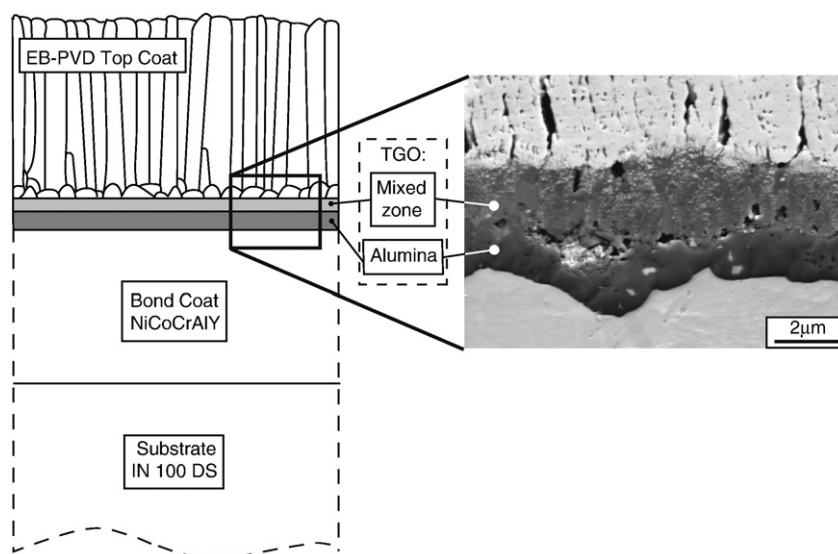 EB-PVD Top Coat
TGO:
Mixed
zone
Alumina
Bond Coat
NiCoCrAlY
2μm
Substrate
IN 100 DS